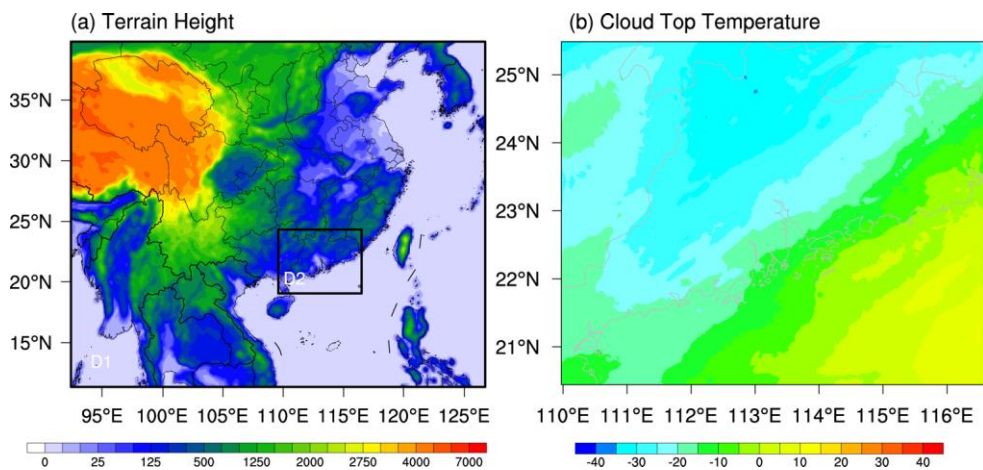 (a) Terrain Height
(b) Cloud Top Temperature
35°N
30°N
25°N
20°N
15°N
D2
D1
95°E 100°E 105°E 110°E 115°E 120°E 125°E
0 25 125 500 1250 2000 2750 4000 7000
25°N
24°N
23°N
22°N
21°N
110°E 111°E 112°E 113°E 114°E 115°E 116°E
-40 -30 -20 -10 0 10 20 30 40